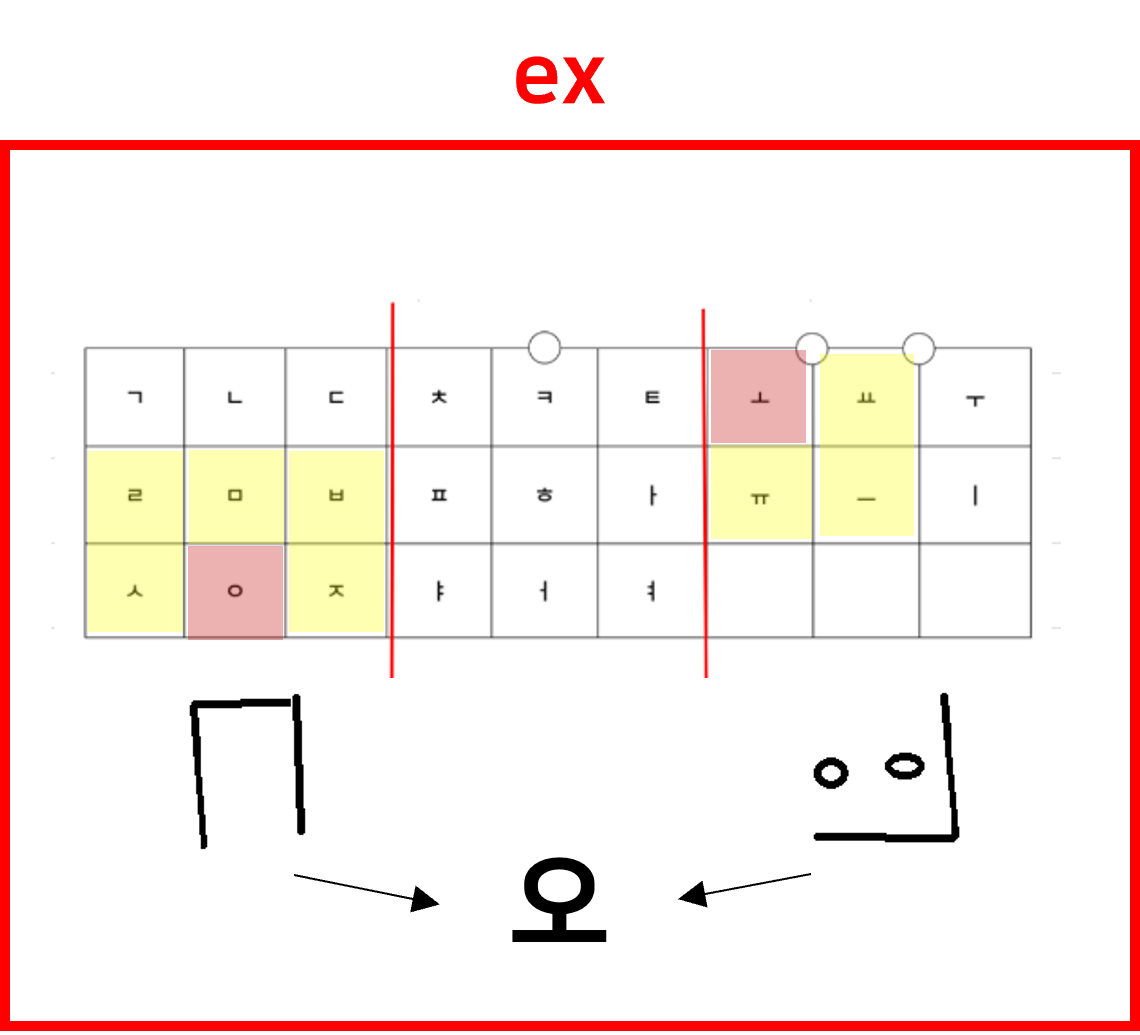 ex
ㄱ ㄴ ㄷ ㅊ ㅋ ㅌ ㅗ ㅛ ㅜ
ㄹ ㅁ ㅂ ㅍ ㅎ ㅏ ㅠ ㅡ ㅣ
ㅅ ㅇ ㅈ ㅑ ㅓ ㅕ
오